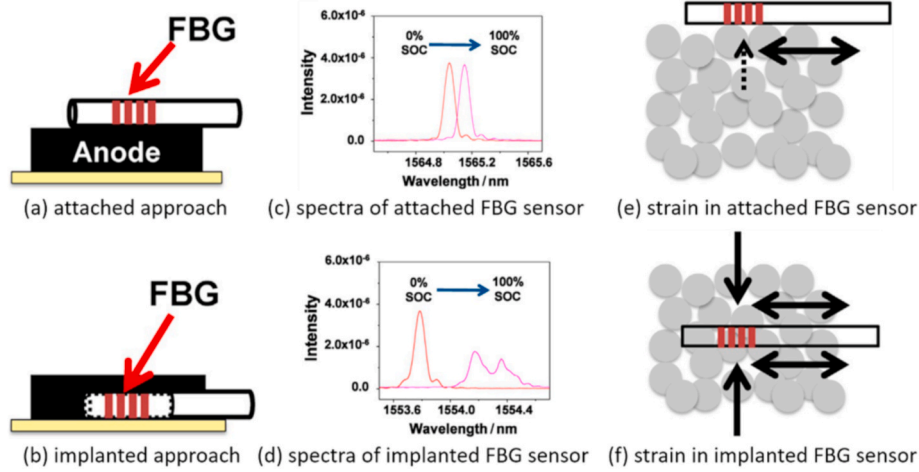 FBG
Anode
(a) attached approach
6.0x10⁻⁶
4.0x10⁻⁶
2.0x10⁻⁶
0.0
Intensity
0% 100%
SOC SOC
1564.8 1565.2 1565.6
Wavelength / nm
(c) spectra of attached FBG sensor
(e) strain in attached FBG sensor
FBG
(b) implanted approach
6.0x10⁻⁶
4.0x10⁻⁶
2.0x10⁻⁶
0.0
Intensity
0% 100%
SOC SOC
1553.6 1554.0 1554.4
Wavelength / nm
(d) spectra of implanted FBG sensor
(f) strain in implanted FBG sensor